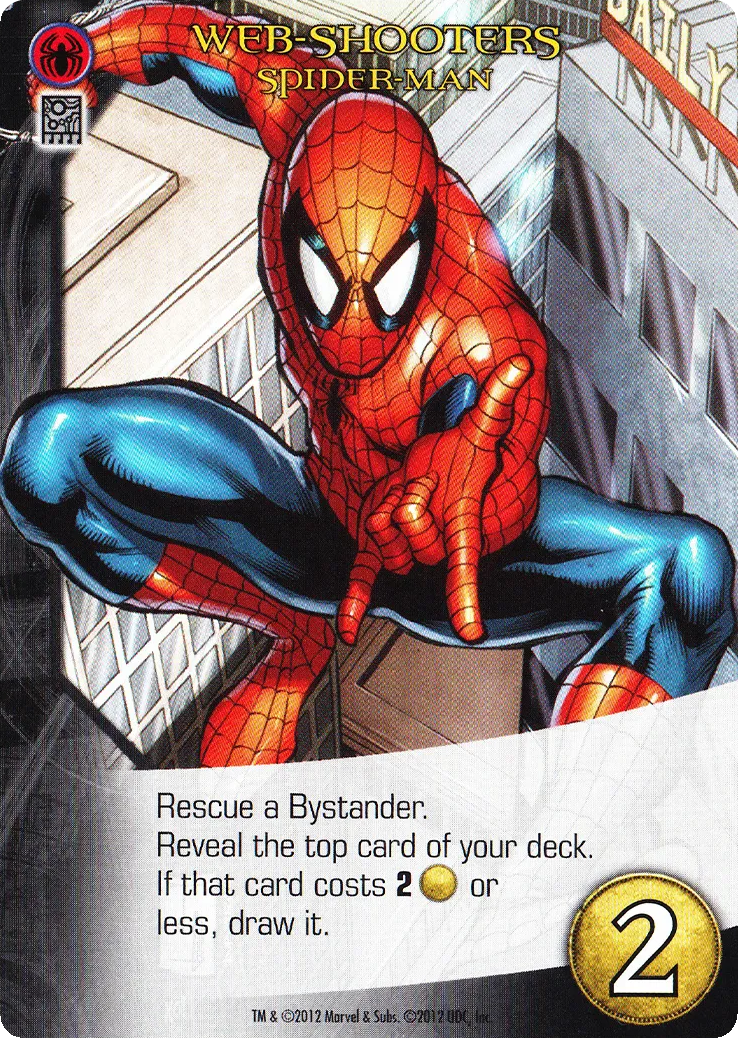 WEB-SHOOTERS
SPIDER-MAN
DAILY
Rescue a Bystander.
Reveal the top card of your deck.
If that card costs 2 or
less, draw it.
2
TM & ©2012 Marvel & Subs. ©2012 UDC, Inc.